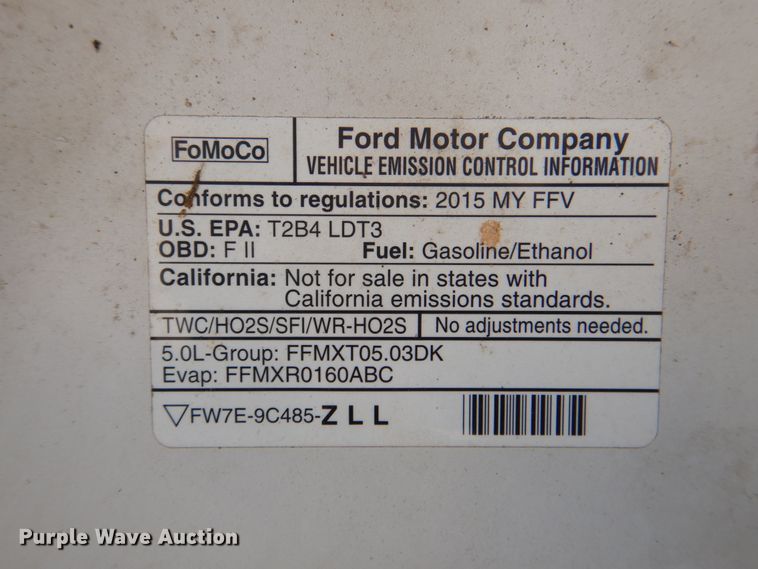 FoMoCo
Ford Motor Company
VEHICLE EMISSION CONTROL INFORMATION
Conforms to regulations: 2015 MY FFV
U.S. EPA: T2B4 LDT3
OBD: F II Fuel: Gasoline/Ethanol
California: Not for sale in states with
California emissions standards.
TWC/HO2S/SFI/WR-HO2S No adjustments needed.
5.0L-Group: FFMXT05.03DK
Evap: FFMXR0160ABC
▽FW7E-9C485-ZLL
Purple Wave Auction